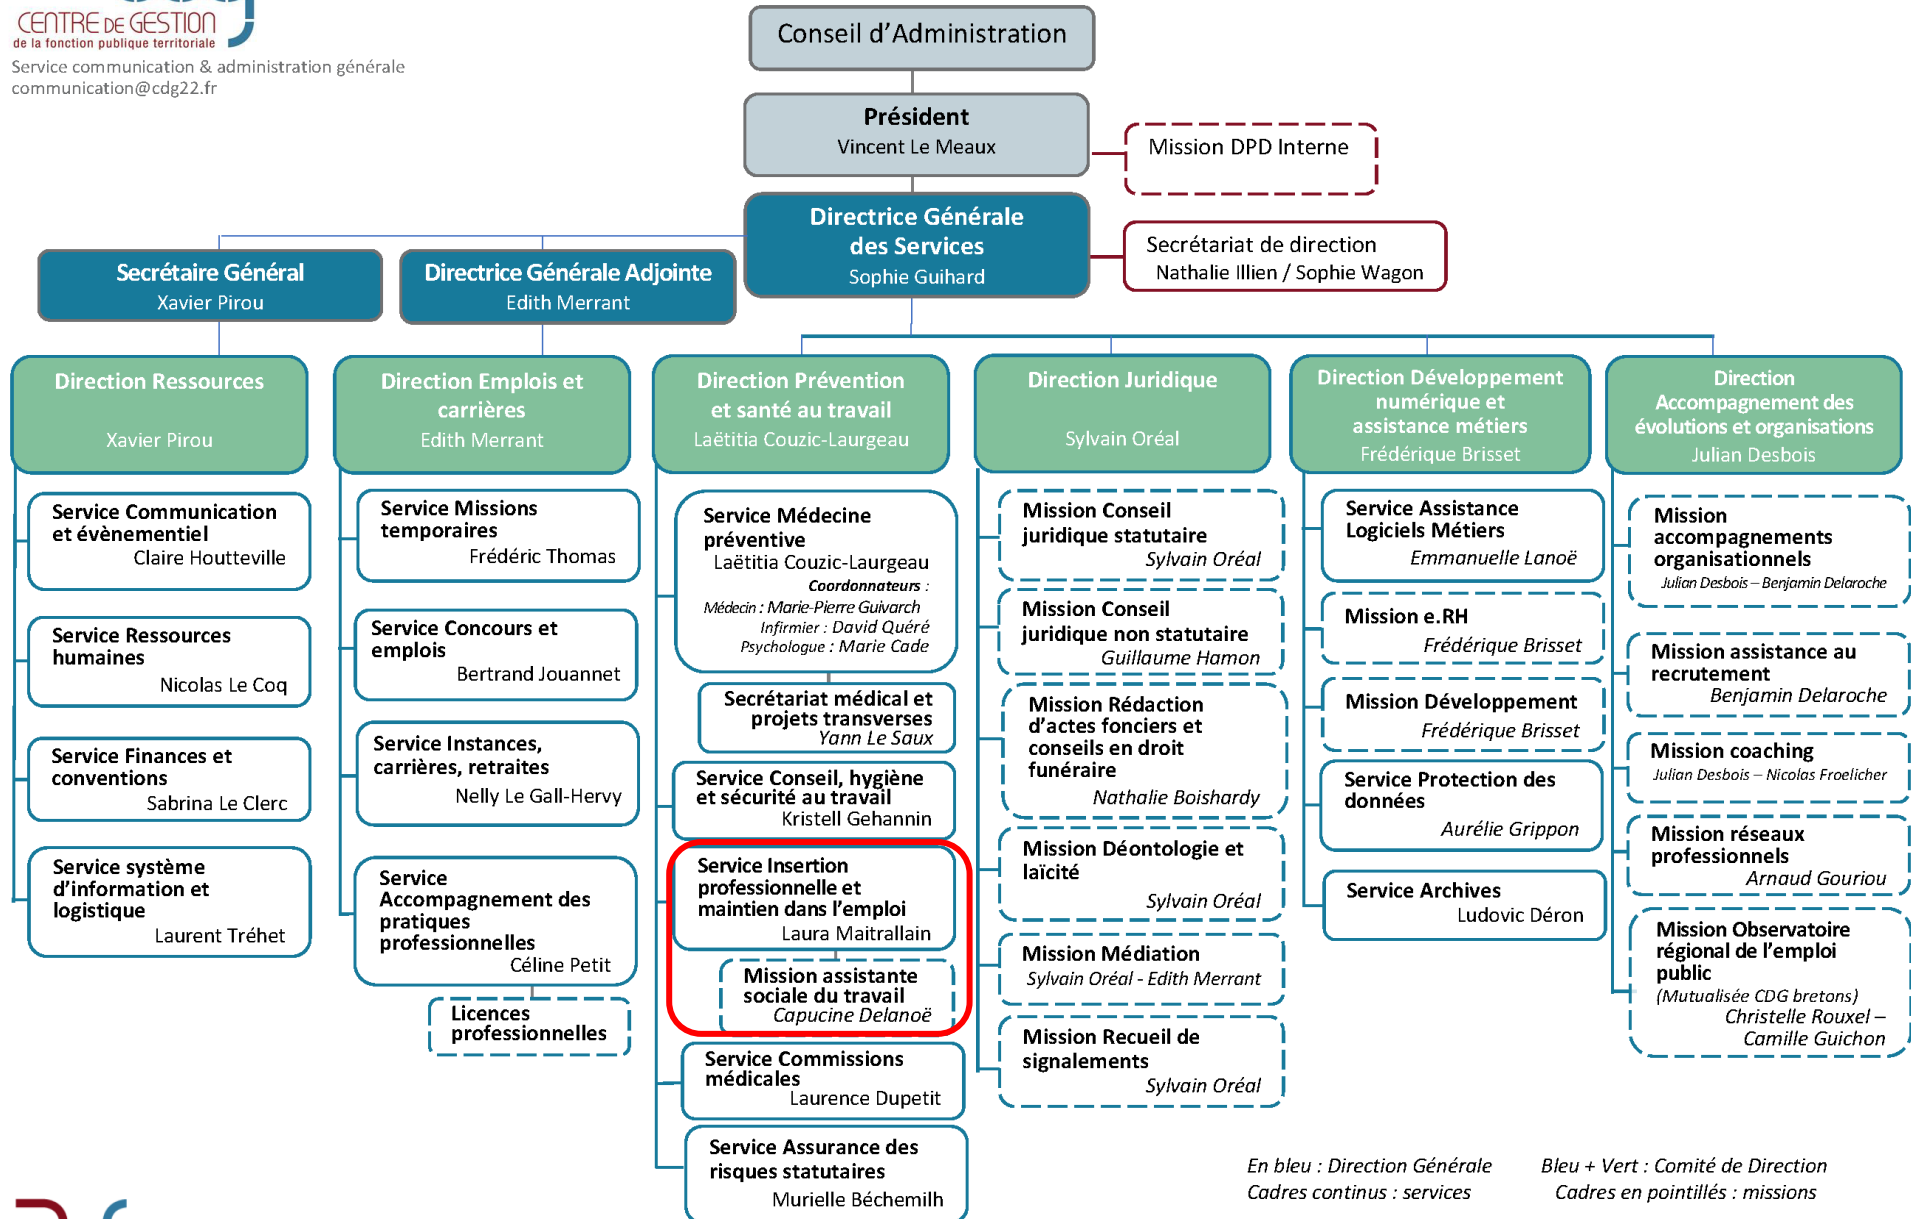 CENTRE DE GESTION
de la fonction publique territoriale
Service communication & administration générale
communication@cdg22.fr
Conseil d'Administration
Président
Vincent Le Meaux
Mission DPD Interne
Directrice Générale
des Services
Sophie Guihard
Secrétariat de direction
Nathalie Illien / Sophie Wagon
Secrétaire Général
Xavier Pirou
Directrice Générale Adjointe
Edith Merrant
Direction Ressources
Xavier Pirou
Service Communication
et évènementiel
Claire Houtteville
Service Ressources
humaines
Nicolas Le Coq
Service Finances et
conventions
Sabrina Le Clerc
Service système
d'information et
logistique
Laurent Tréhet
Direction Emplois et
carrières
Edith Merrant
Service Missions
temporaires
Frédéric Thomas
Service Concours et
emplois
Bertrand Jouannet
Service Instances,
carrières, retraites
Nelly Le Gall-Hervy
Service
Accompagnement des
pratiques
professionnelles
Céline Petit
Licences
professionnelles
Direction Prévention
et santé au travail
Laëtitia Couzic-Laurgeau
Service Médecine
préventive
Laëtitia Couzic-Laurgeau
Coordonnateurs :
Médecin : Marie-Pierre Guivarch
Infirmier : David Quéré
Psychologue : Marie Cade
Secrétariat médical et
projets transverses
Yann Le Saux
Service Conseil, hygiène
et sécurité au travail
Kristell Gehannin
Service Insertion
professionnelle et
maintien dans l'emploi
Laura Maitrallain
Mission assistante
sociale du travail
Capucine Delanoë
Service Commissions
médicales
Laurence Dupetit
Service Assurance des
risques statutaires
Murielle Béchemilh
Direction Juridique
Sylvain Oréal
Mission Conseil
juridique statutaire
Sylvain Oréal
Mission Conseil
juridique non statutaire
Guillaume Hamon
Mission Rédaction
d'actes fonciers et
conseils en droit
funéraire
Nathalie Boishardy
Mission Déontologie et
laïcité
Sylvain Oréal
Mission Médiation
Sylvain Oréal - Edith Merrant
Mission Recueil de
signalements
Sylvain Oréal
Direction Développement
numérique et
assistance métiers
Frédérique Brisset
Service Assistance
Logiciels Métiers
Emmanuelle Lanoë
Mission e.RH
Frédérique Brisset
Mission Développement
Frédérique Brisset
Service Protection des
données
Aurélie Grippon
Service Archives
Ludovic Déron
Direction
Accompagnement des
évolutions et organisations
Julian Desbois
Mission
accompagnements
organisationnels
Julian Desbois – Benjamin Delaroche
Mission assistance au
recrutement
Benjamin Delaroche
Mission coaching
Julian Desbois – Nicolas Froelicher
Mission réseaux
professionnels
Arnaud Gouriou
Mission Observatoire
régional de l'emploi
public
(Mutualisée CDG bretons)
Christelle Rouxel –
Camille Guichon
En bleu : Direction Générale
Bleu + Vert : Comité de Direction
Cadres continus : services
Cadres en pointillés : missions